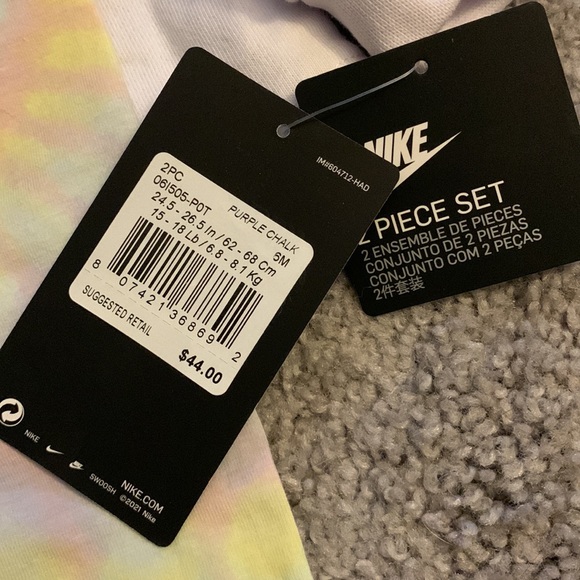 IM#604712-HAD
2PC
06I505-P0T
PURPLE CHALK
24.5 - 26.5 In / 62 - 68 Cm
6M
15 - 18 Lb / 6.8 - 8.1 Kg
8 07421 36869 2
SUGGESTED RETAIL
$44.00
NIKE
SWOOSH
NIKE.COM
©2021 Nike
NIKE
2 PIECE SET
2 ENSEMBLE DE PIECES
CONJUNTO DE 2 PIEZAS
CONJUNTO COM 2 PEÇAS
2件套装